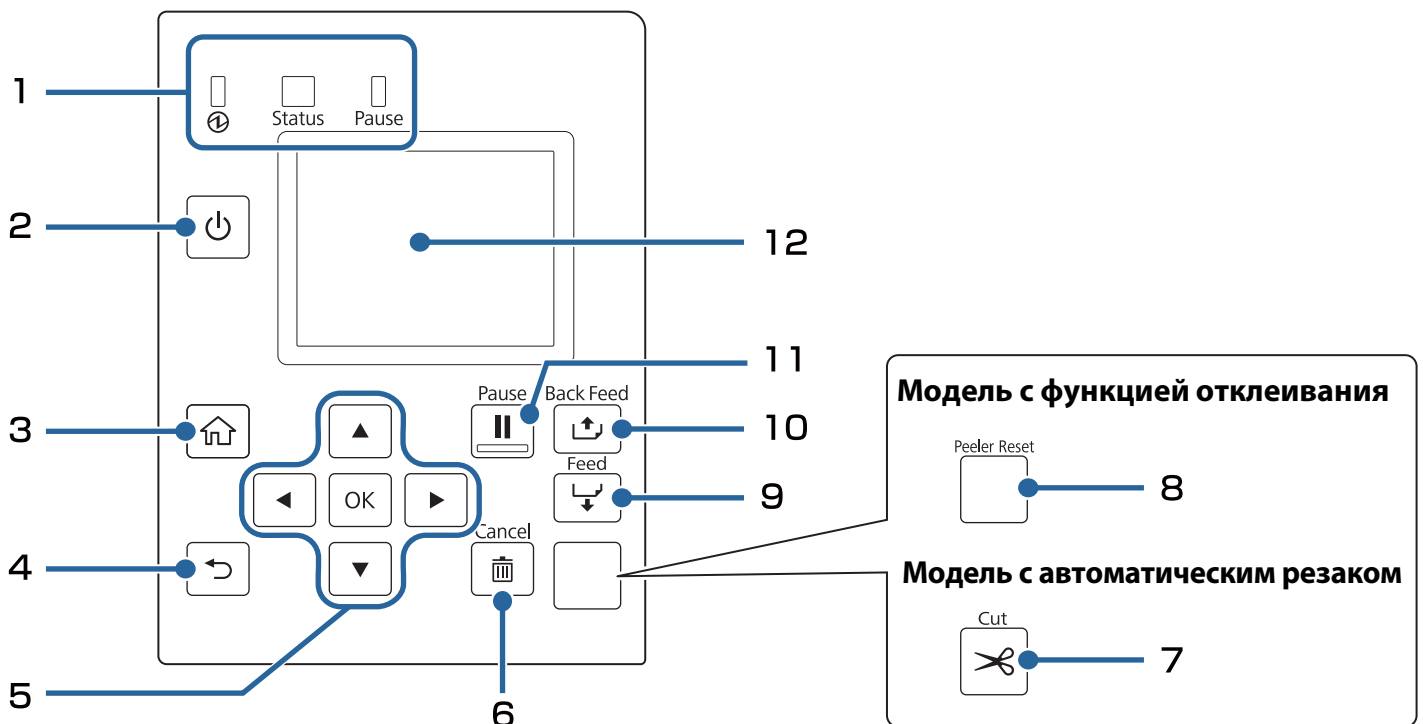 1
Status
Pause
2
12
11
Pause
Back Feed
3
10
Feed
OK
9
Cancel
4
5
6
Модель с функцией отклеивания
Peeler Reset
8
Модель с автоматическим резаком
Cut
7